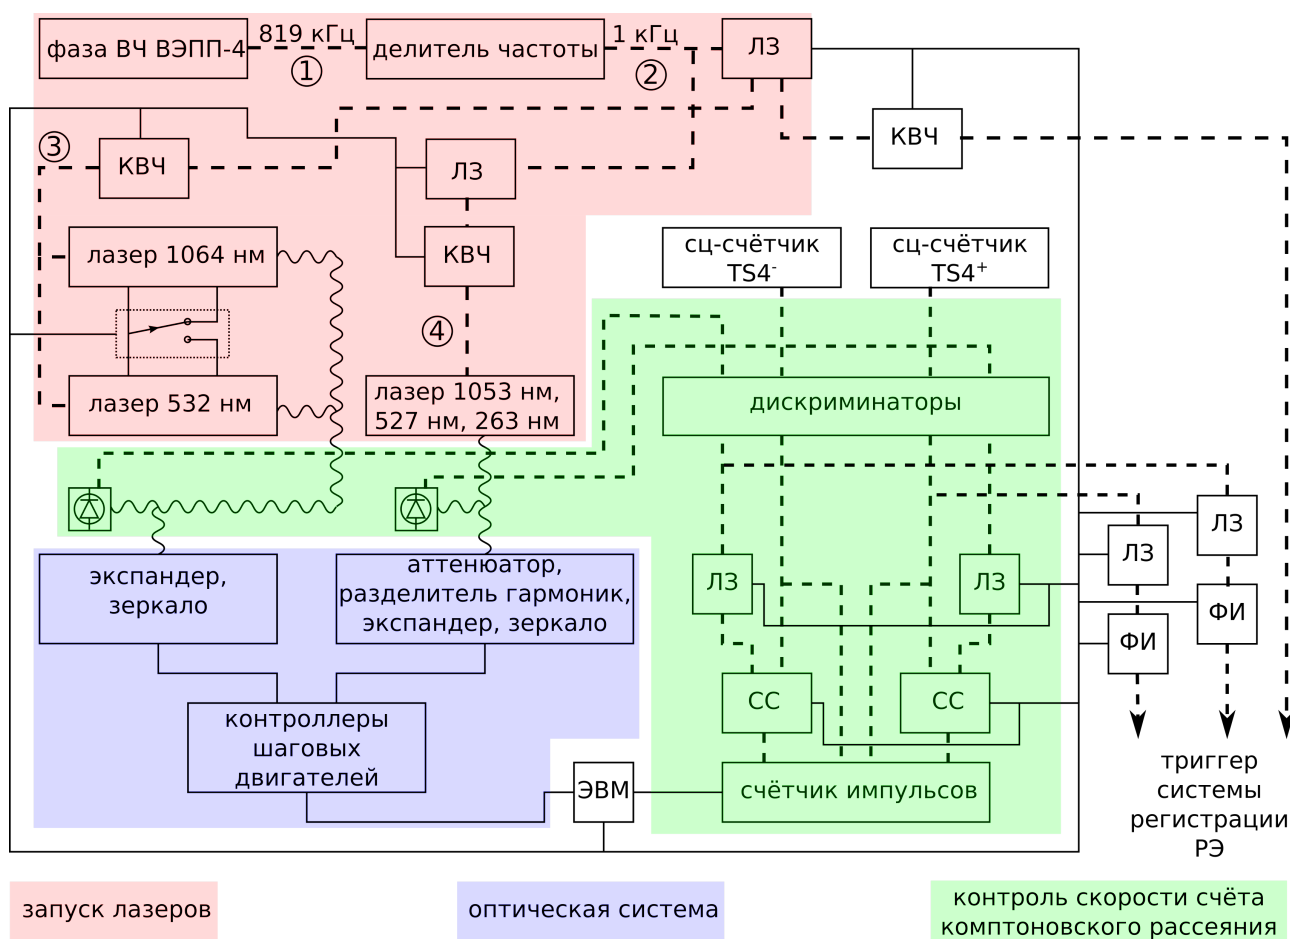 фаза ВЧ ВЭПП-4
819 кГц
①
делитель частоты
1 кГц
②
ЛЗ
③
КВЧ
ЛЗ
КВЧ
КВЧ
лазер 1064 нм
④
лазер 532 нм
лазер 1053 нм,
527 нм, 263 нм
сц-счётчик
TS4⁻
сц-счётчик
TS4⁺
дискриминаторы
ЛЗ
ЛЗ
ЛЗ
ЛЗ
ФИ
ФИ
экспандер,
зеркало
аттенюатор,
разделитель гармоник,
экспандер, зеркало
СС
СС
контроллеры
шаговых
двигателей
ЭВМ
счётчик импульсов
триггер
системы
регистрации
РЭ
запуск лазеров
оптическая система
контроль скорости счёта
комптоновского рассеяния